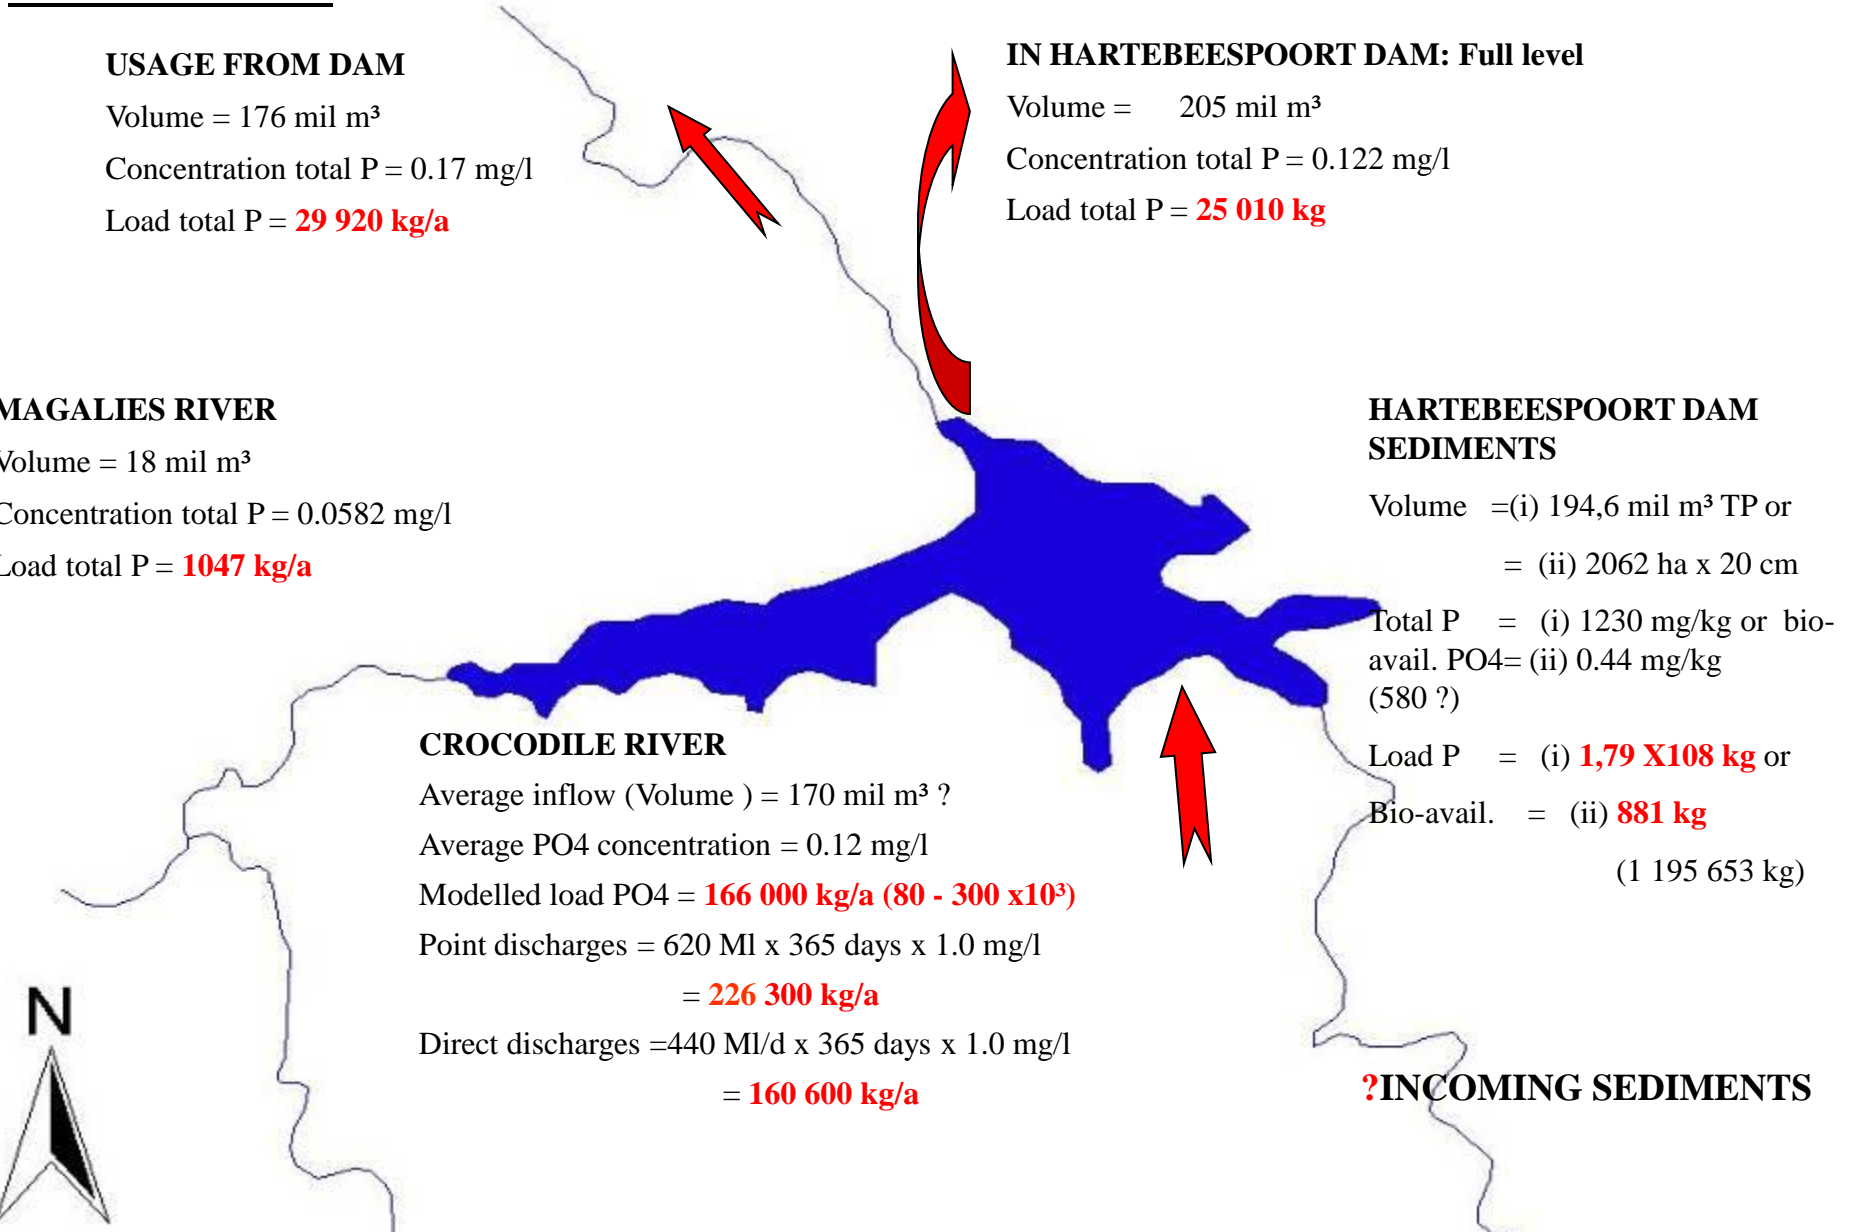 USAGE FROM DAM
Volume = 176 mil m³
Concentration total P = 0.17 mg/l
Load total P = 29 920 kg/a
IN HARTEBEESPOORT DAM: Full level
Volume = 205 mil m³
Concentration total P = 0.122 mg/l
Load total P = 25 010 kg
MAGALIES RIVER
Volume = 18 mil m³
Concentration total P = 0.0582 mg/l
Load total P = 1047 kg/a
HARTEBEESPOORT DAM
SEDIMENTS
Volume =(i) 194,6 mil m³ TP or
= (ii) 2062 ha x 20 cm
Total P = (i) 1230 mg/kg or bio-
avail. PO4= (ii) 0.44 mg/kg
(580 ?)
Load P = (i) 1,79 X108 kg or
Bio-avail. = (ii) 881 kg
(1 195 653 kg)
CROCODILE RIVER
Average inflow (Volume ) = 170 mil m³ ?
Average PO4 concentration = 0.12 mg/l
Modelled load PO4 = 166 000 kg/a (80 - 300 x10³)
Point discharges = 620 Ml x 365 days x 1.0 mg/l
= 226 300 kg/a
Direct discharges =440 Ml/d x 365 days x 1.0 mg/l
= 160 600 kg/a
?INCOMING SEDIMENTS
N